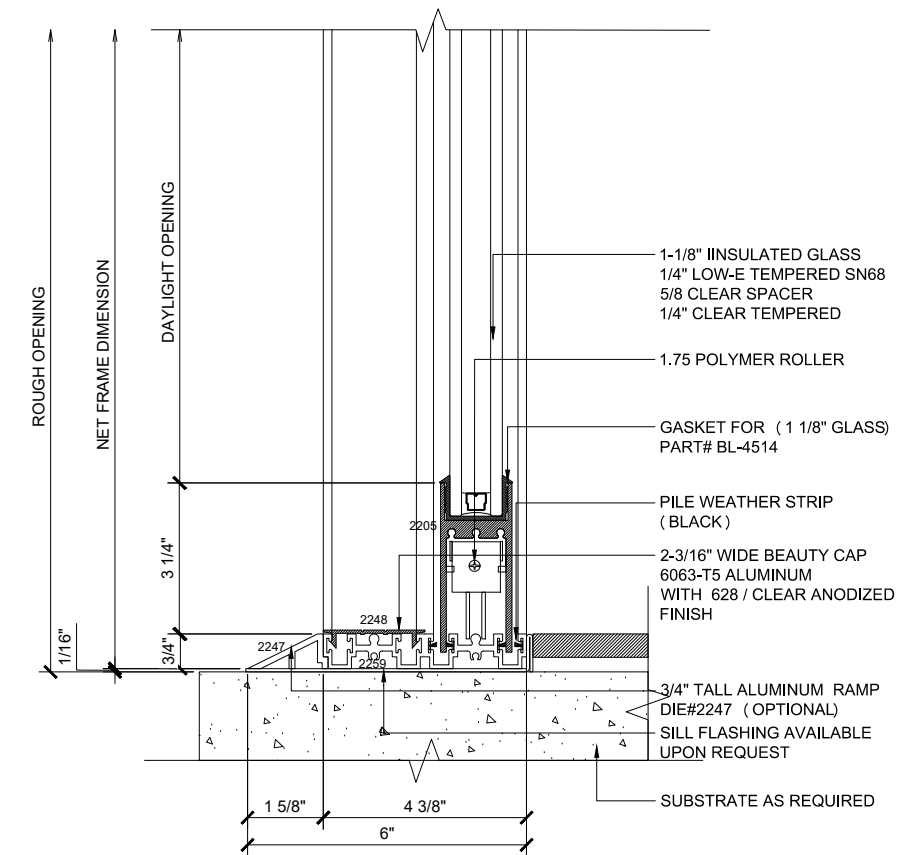 ROUGH OPENING
NET FRAME DIMENSION
DAYLIGHT OPENING
1-1/8" IINSULATED GLASS
1/4" LOW-E TEMPERED SN68
5/8 CLEAR SPACER
1/4" CLEAR TEMPERED
1.75 POLYMER ROLLER
GASKET FOR ( 1 1/8" GLASS)
PART# BL-4514
PILE WEATHER STRIP
( BLACK )
2-3/16" WIDE BEAUTY CAP
6063-T5 ALUMINUM
WITH 628 / CLEAR ANODIZED
FINISH
3/4" TALL ALUMINUM RAMP
DIE#2247 ( OPTIONAL)
SILL FLASHING AVAILABLE
UPON REQUEST
SUBSTRATE AS REQUIRED
2205
2248
2247
2259
3 1/4"
3/4"
1/16"
1 5/8"
4 3/8"
6"